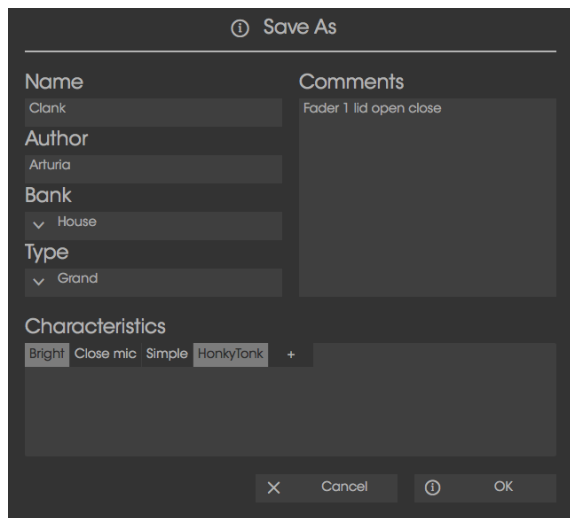 Save As
Name
Clank
Author
Arturia
Bank
House
Type
Grand
Comments
Fader 1 lid open close
Characteristics
Bright Close mic Simple HonkyTonk +
Cancel OK